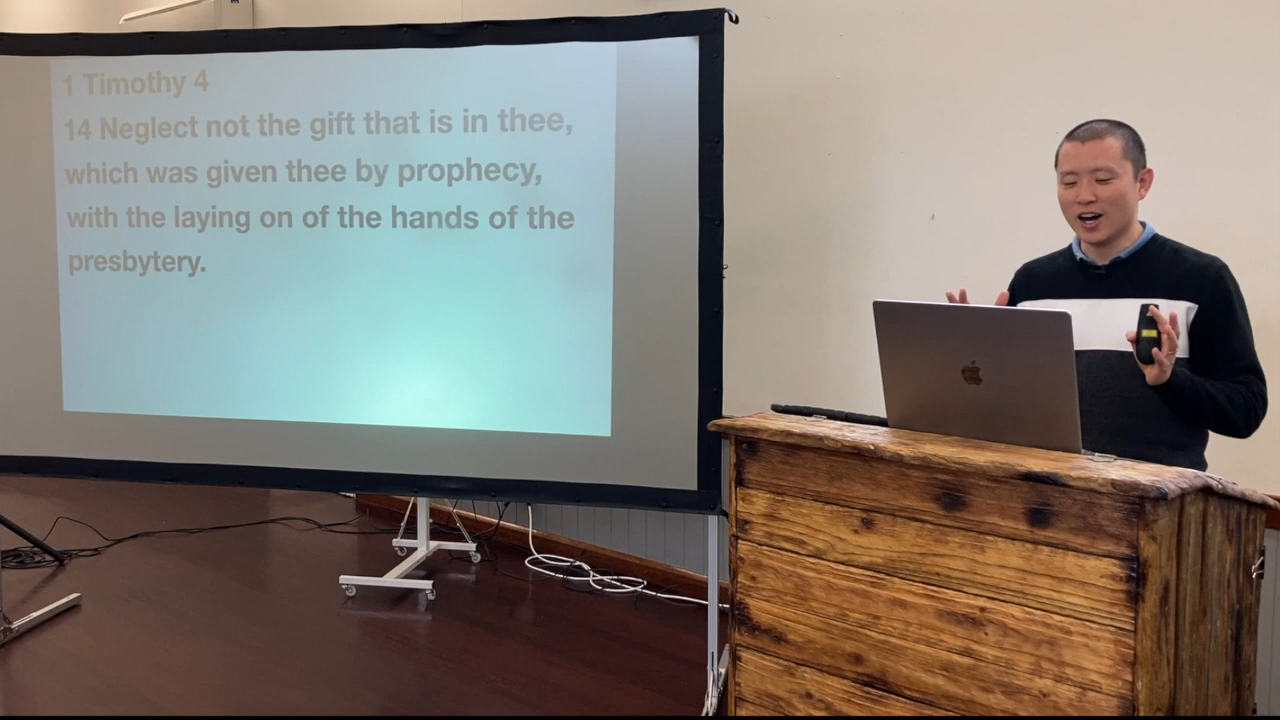 1 Timothy 4
14 Neglect not the gift that is in thee,
which was given thee by prophecy,
with the laying on of the hands of the
presbytery.